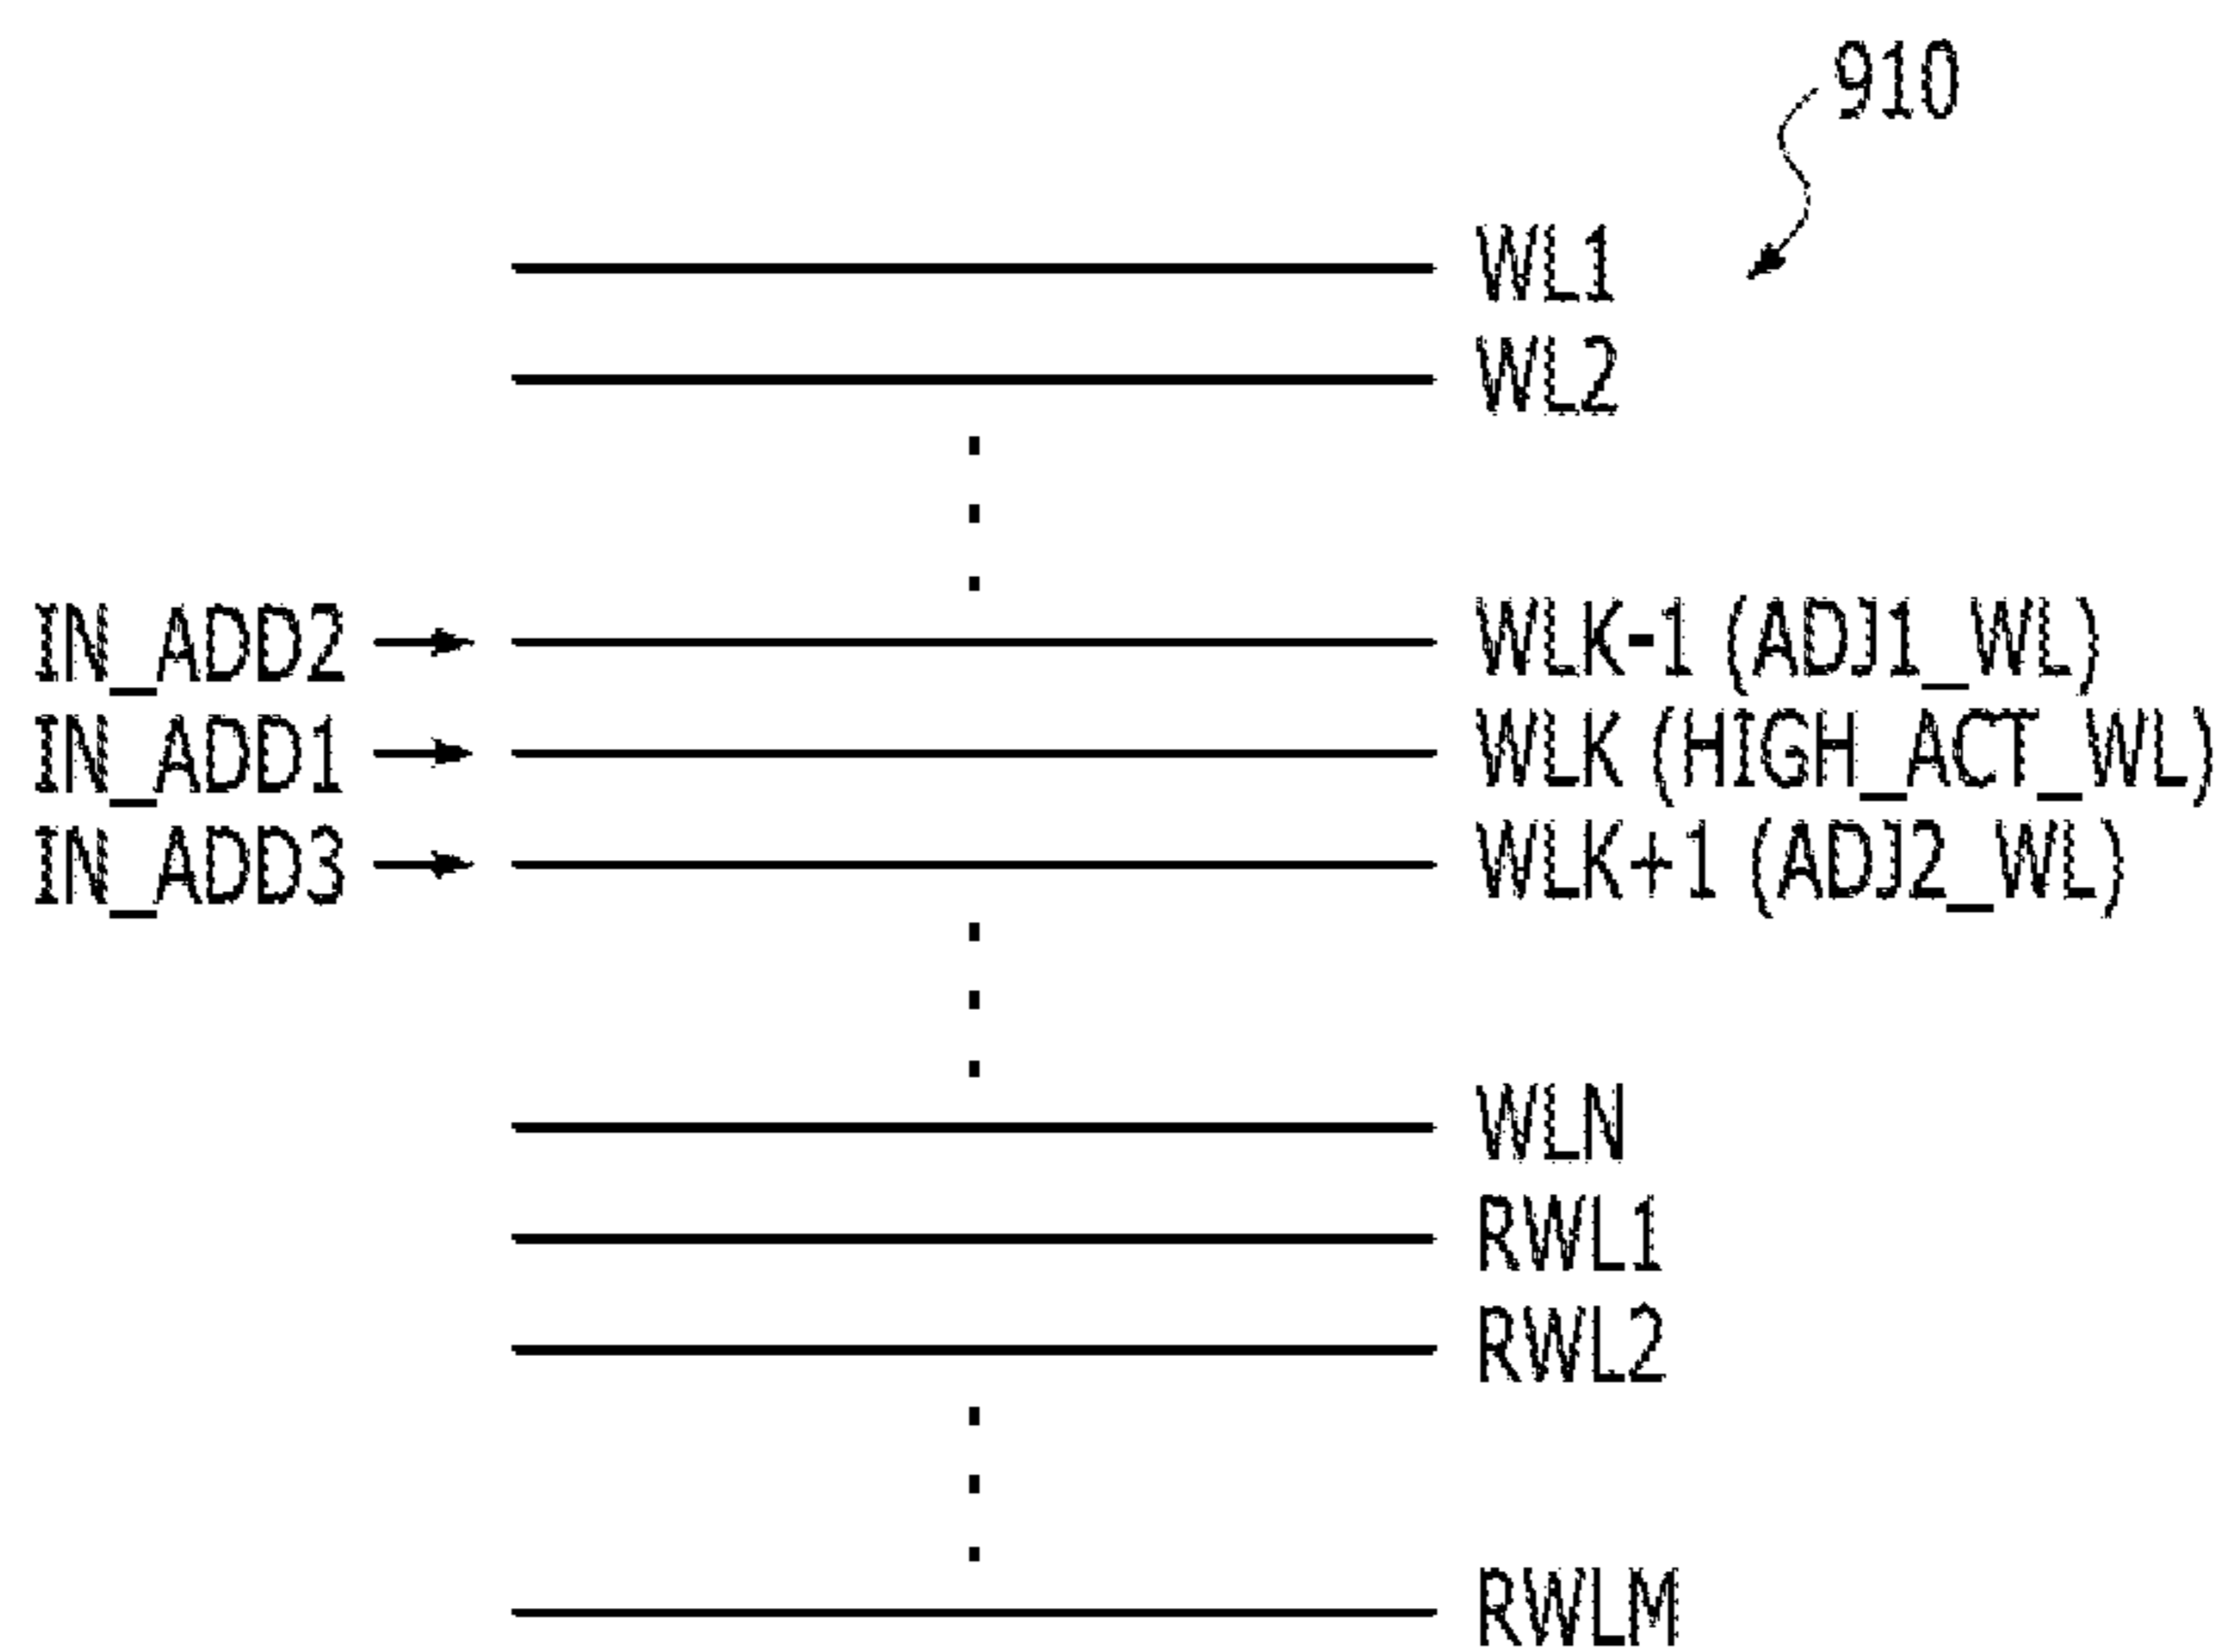 910
WL1
WL2
IN_ADD2 WLK-1 (ADJ1_WL)
IN_ADD1 WLK (HIGH_ACT_WL)
IN_ADD3 WLK+1 (ADJ2_WL)
WLN
RWL1
RWL2
RWLM